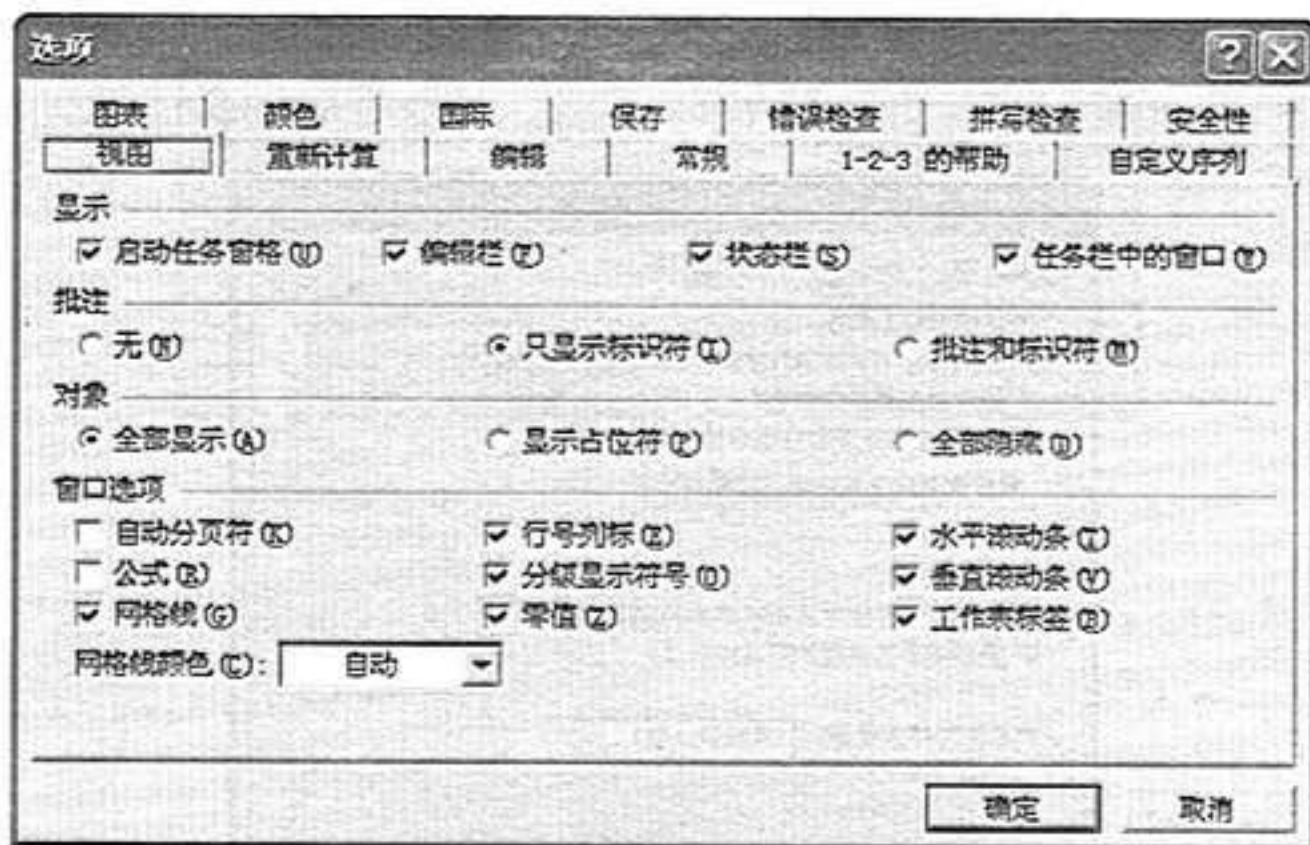 选项
图表 颜色 国际 保存 错误检查 拼写检查 安全性
视图 重新计算 编辑 常规 1-2-3 的帮助 自定义序列
显示
启动任务窗格(U) 编辑栏(F) 状态栏(S) 任务栏中的窗口(W)
批注
无(N) 只显示标识符(I) 批注和标识符(M)
对象
全部显示(A) 显示占位符(P) 全部隐藏(D)
窗口选项
自动分页符(K) 行号列标(E) 水平滚动条(T)
公式(R) 分级显示符号(O) 垂直滚动条(V)
网格线(G) 零值(Z) 工作表标签(B)
网格线颜色(C): 自动
确定 取消